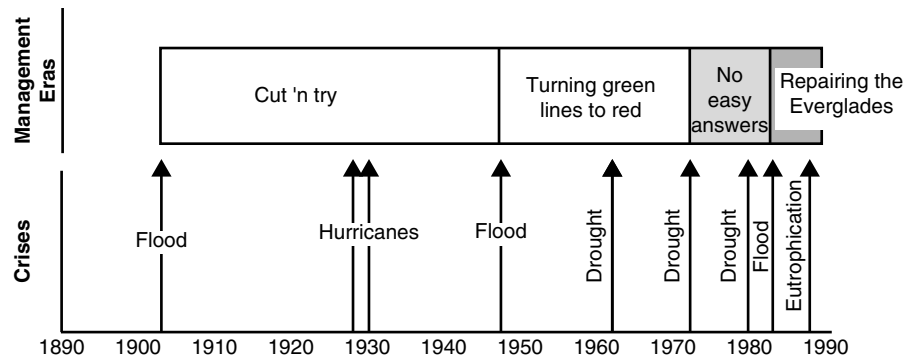 Management
Eras
Cut 'n try
Turning green
lines to red
No
easy
answers
Repairing the
Everglades
Crises
Flood
Hurricanes
Flood
Drought
Drought
Drought
Flood
Eutrophication
1890 1900 1910 1920 1930 1940 1950 1960 1970 1980 1990